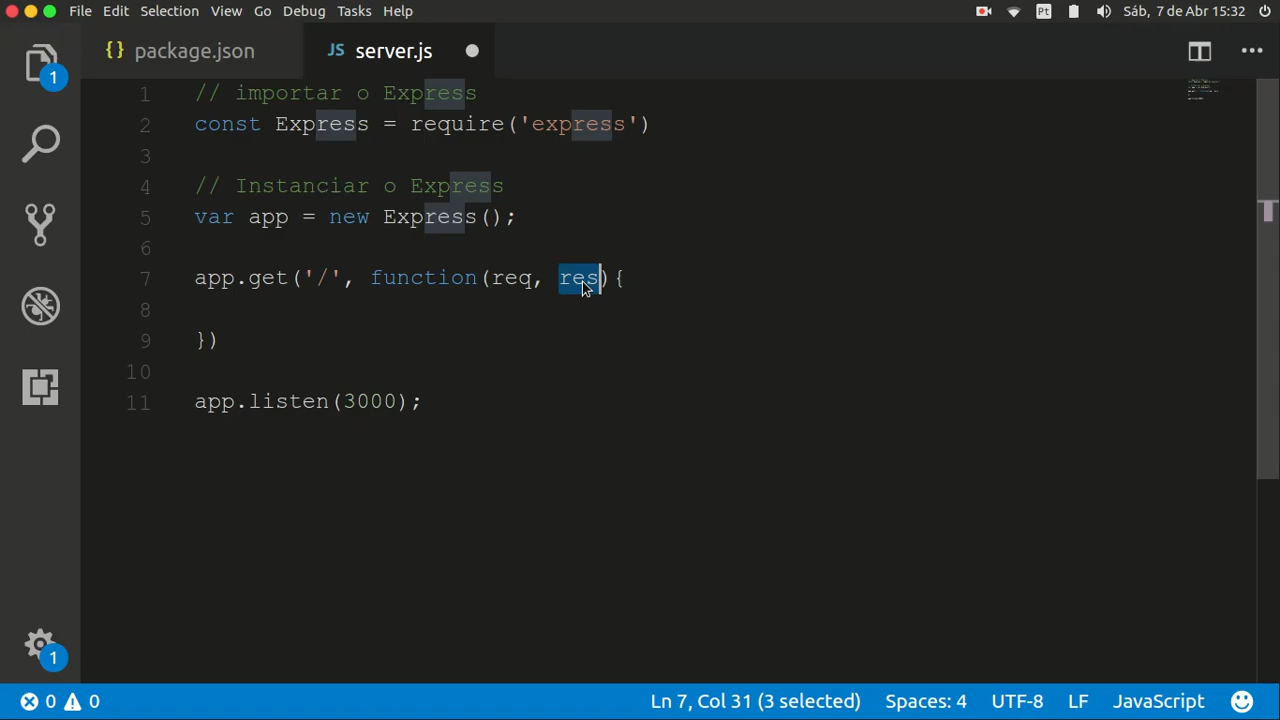 File Edit Selection View Go Debug Tasks Help Pt Sáb, 7 de Abr 15:32
{} package.json JS server.js
1 // importar o Express
2 const Express = require('express')
3
4 // Instanciar o Express
5 var app = new Express();
6
7 app.get('/', function(req, res){
8
9 })
10
11 app.listen(3000);
1
1
0 0 Ln 7, Col 31 (3 selected) Spaces: 4 UTF-8 LF JavaScript